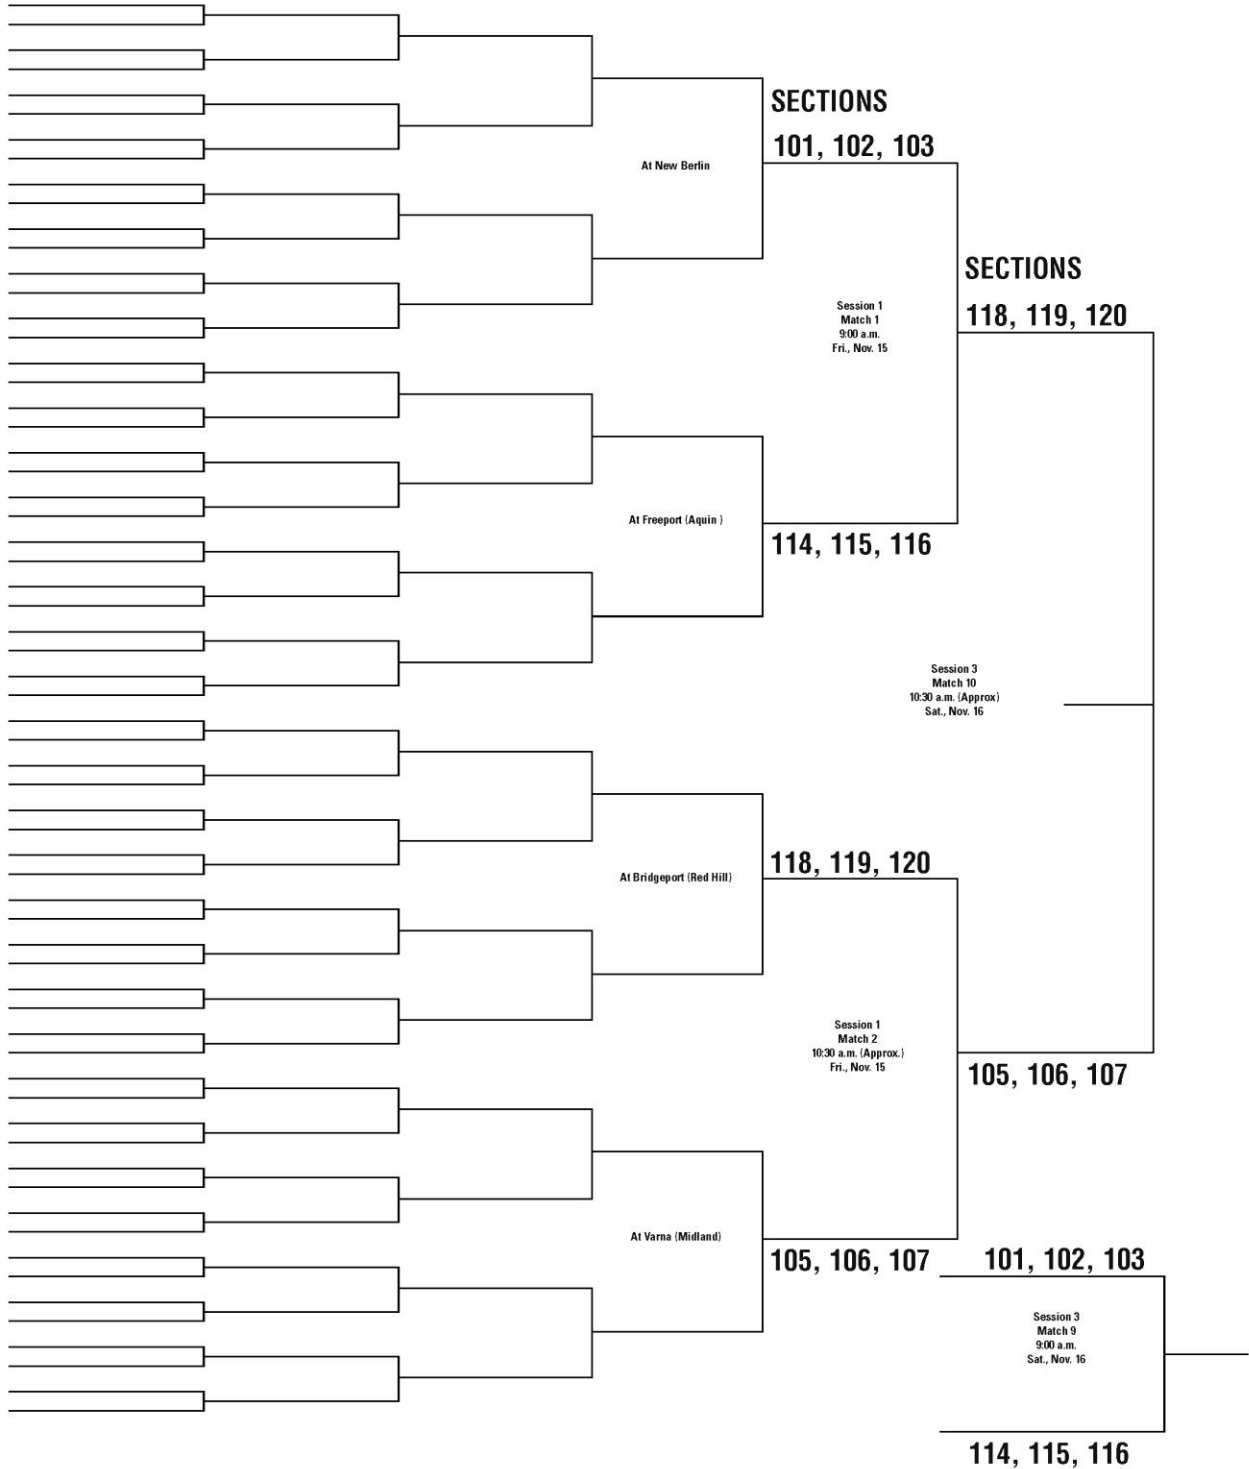 SECTIONS
101, 102, 103
At New Berlin
SECTIONS
118, 119, 120
Session 1
Match 1
9:00 a.m.
Fri., Nov. 15
At Freeport (Aquin )
114, 115, 116
Session 3
Match 10
10:30 a.m. (Approx)
Sat., Nov. 16
118, 119, 120
At Bridgeport (Red Hill)
Session 1
Match 2
10:30 a.m. (Approx.)
Fri., Nov. 15
105, 106, 107
At Varna (Midland)
105, 106, 107
101, 102, 103
Session 3
Match 9
9:00 a.m.
Sat., Nov. 16
114, 115, 116